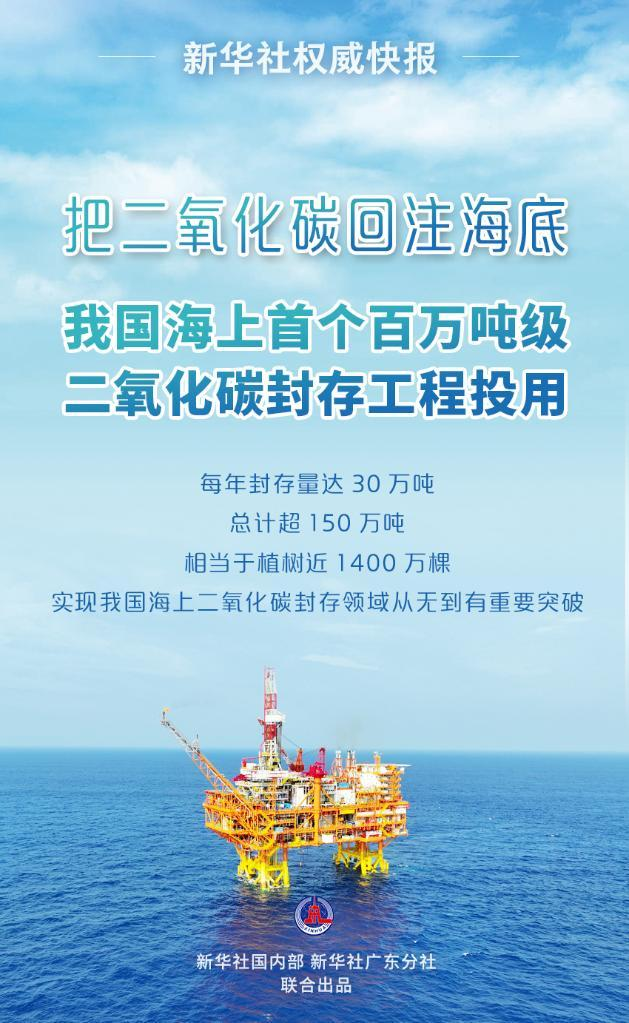 新华社权威快报
把二氧化碳回注海底
我国海上首个百万吨级
二氧化碳封存工程投用
每年封存量达 30 万吨
总计超 150 万吨
相当于植树近 1400 万棵
实现我国海上二氧化碳封存领域从无到有重要突破
XINHUA
新华社国内部 新华社广东分社
联合出品